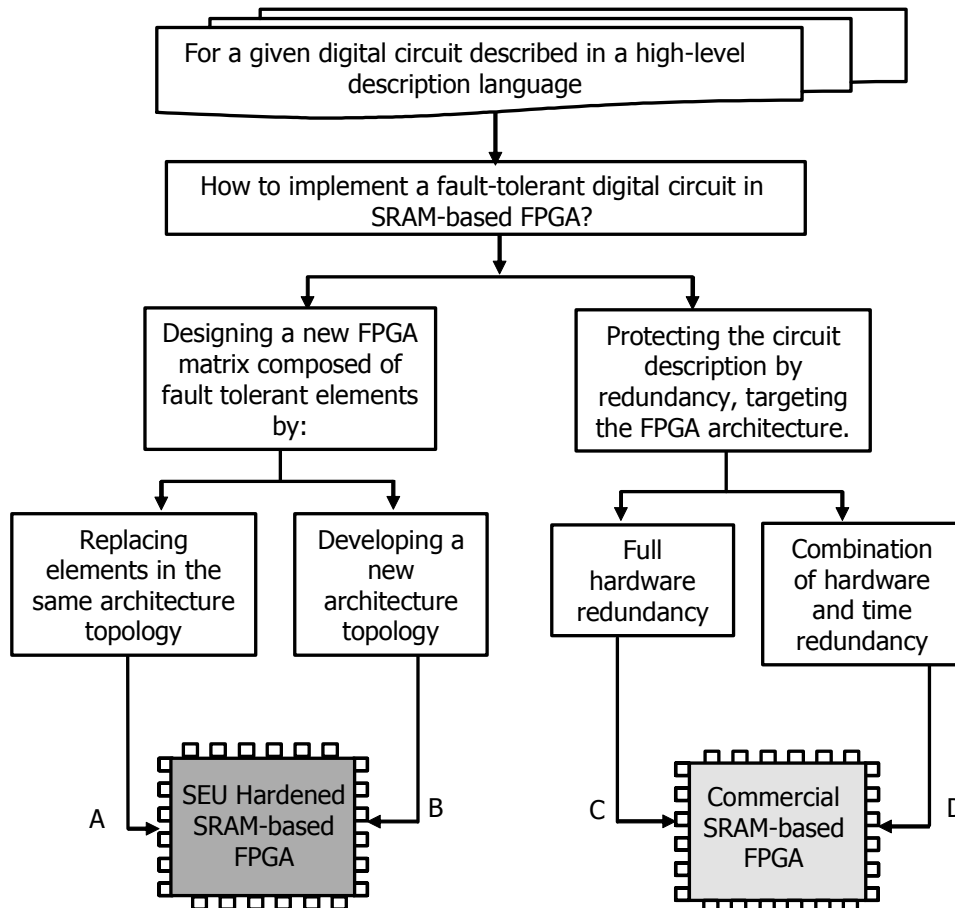 For a given digital circuit described in a high-level
description language
How to implement a fault-tolerant digital circuit in
SRAM-based FPGA?
Designing a new FPGA
matrix composed of
fault tolerant elements
by:
Protecting the circuit
description by
redundancy, targeting
the FPGA architecture.
Replacing
elements in the
same architecture
topology
Developing a
new
architecture
topology
Full
hardware
redundancy
Combination
of hardware
and time
redundancy
A
SEU Hardened
SRAM-based
FPGA
B
C
Commercial
SRAM-based
FPGA
D